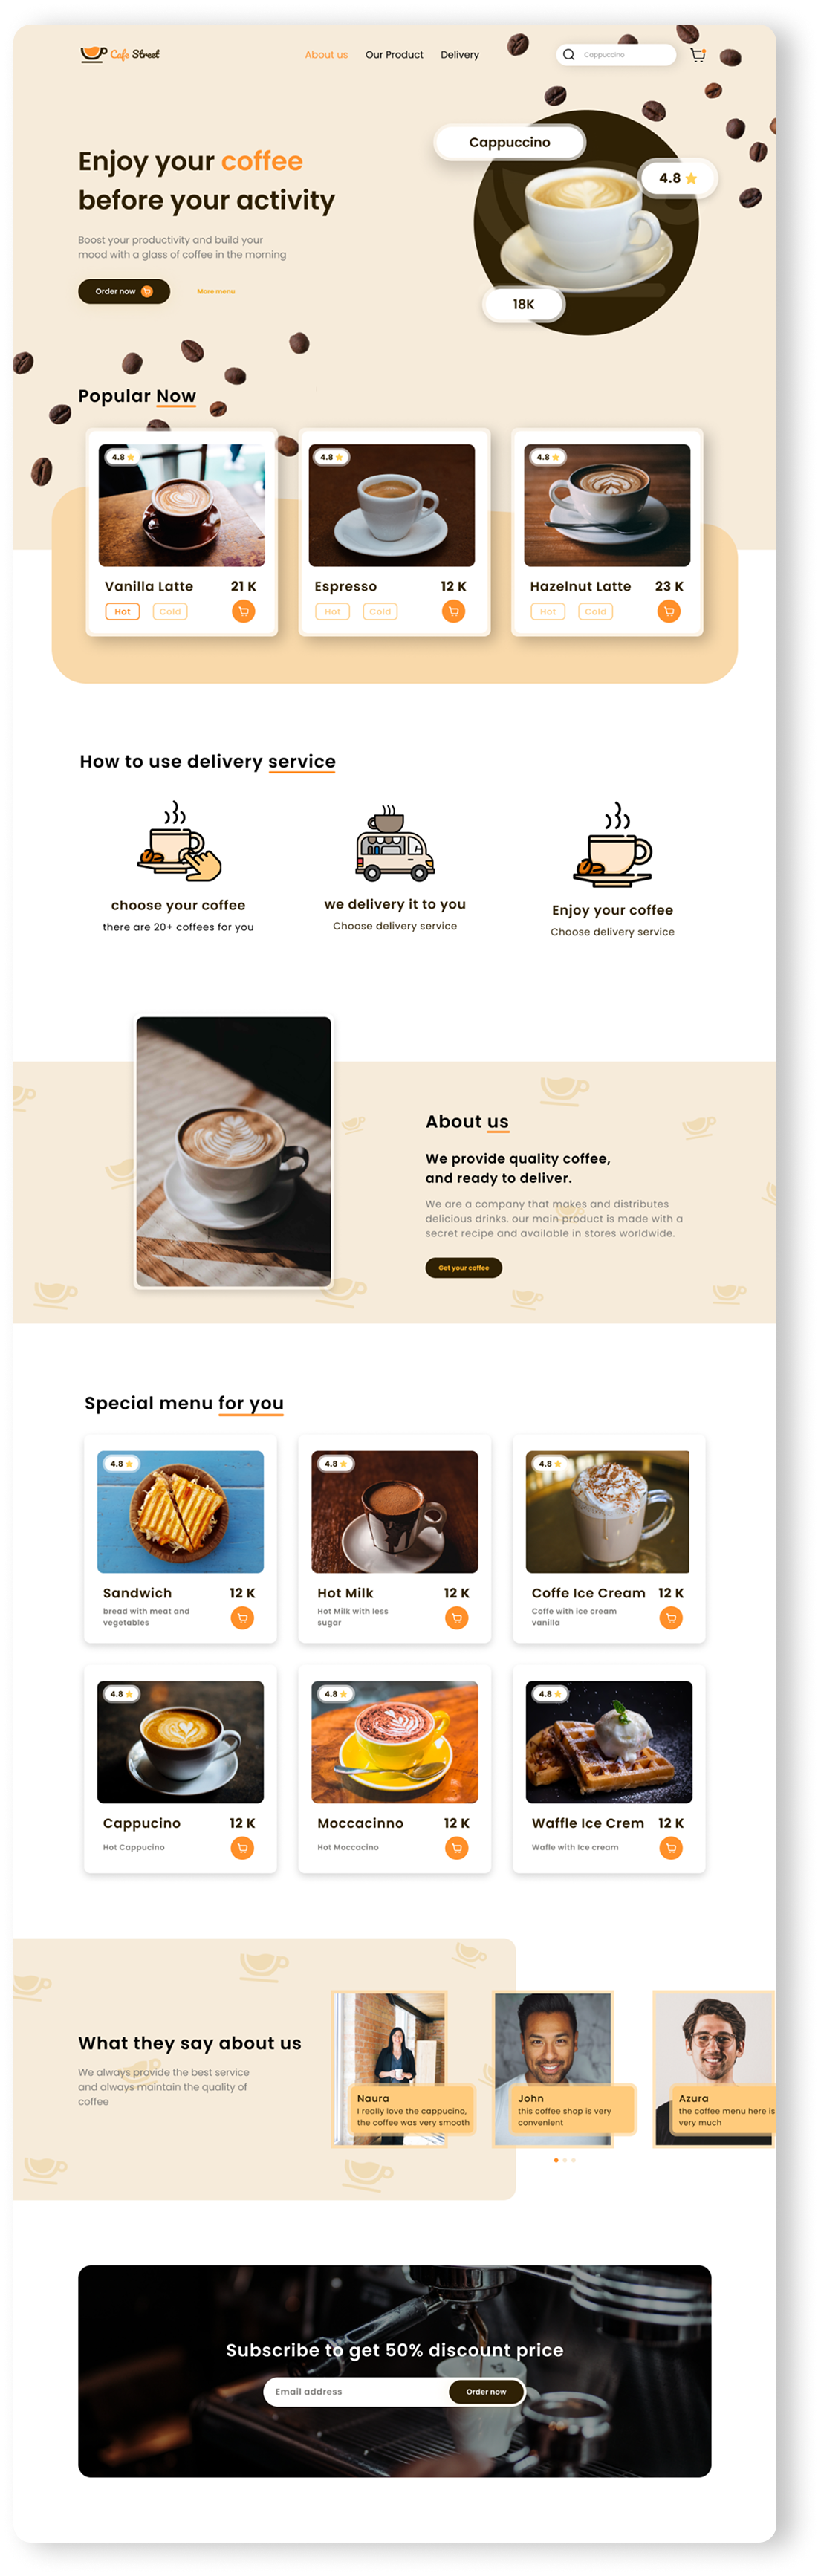 Cafe Street
About us
Our Product
Delivery
Cappuccino
Enjoy your coffee
before your activity
Boost your productivity and build your
mood with a glass of coffee in the morning
Order now
More menu
Cappuccino
4.8
18K
Popular Now
4.8
Vanilla Latte
21 K
Hot
Cold
4.8
Espresso
12 K
Hot
Cold
4.8
Hazelnut Latte
23 K
Hot
Cold
How to use delivery service
choose your coffee
there are 20+ coffees for you
we delivery it to you
Choose delivery service
Enjoy your coffee
Choose delivery service
About us
We provide quality coffee,
and ready to deliver.
We are a company that makes and distributes
delicious drinks. our main product is made with a
secret recipe and available in stores worldwide.
Get your coffee
Special menu for you
4.8
Sandwich
12 K
bread with meat and
vegetables
4.8
Hot Milk
12 K
Hot Milk with less
sugar
4.8
Coffe Ice Cream
12 K
Coffe with ice cream
vanilla
4.8
Cappucino
12 K
Hot Cappucino
4.8
Moccacinno
12 K
Hot Moccacino
4.8
Waffle Ice Crem
12 K
Wafle with Ice cream
What they say about us
We always provide the best service
and always maintain the quality of
coffee
Naura
I really love the cappucino,
the coffee was very smooth
John
this coffee shop is very
convenient
Azura
the coffee menu here is
very much
Subscribe to get 50% discount price
Email address
Order now